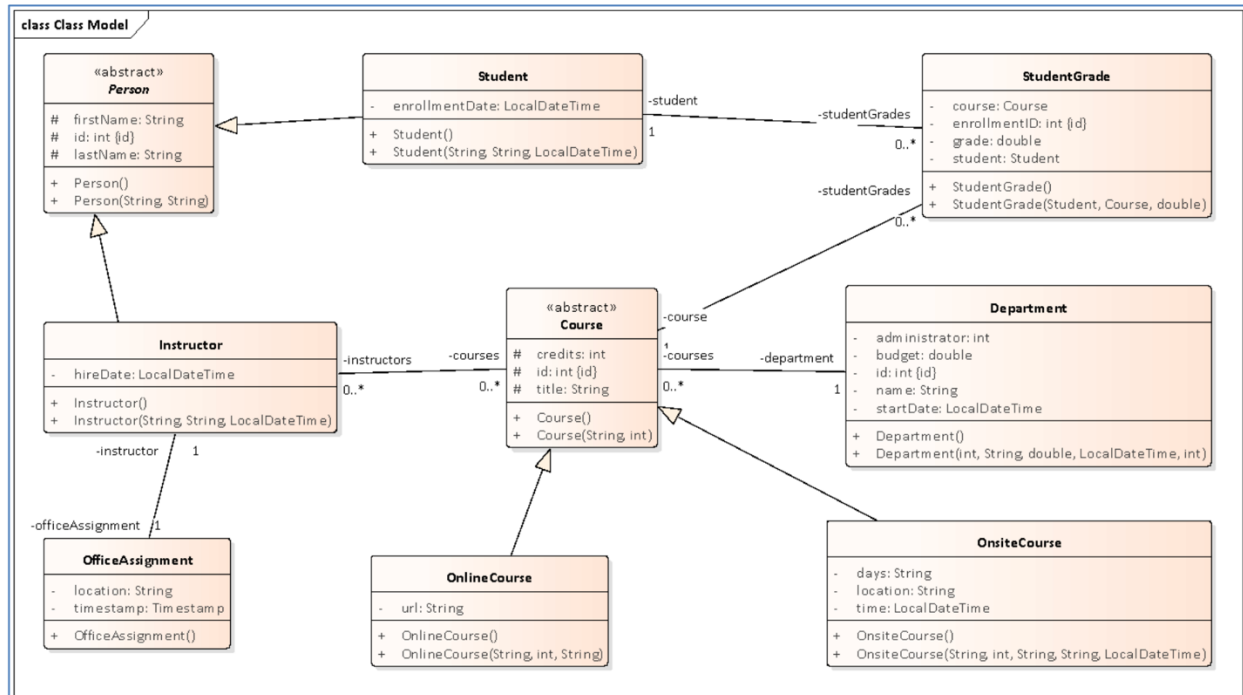 class Class Model
«abstract»
Person
# firstName: String
# id: int {id}
# lastName: String
+ Person()
+ Person(String, String)
Student
- enrollmentDate: LocalDateTime
+ Student()
+ Student(String, String, LocalDateTime)
-student
1
-studentGrades
0..*
StudentGrade
- course: Course
- enrollmentID: int {id}
- grade: double
- student: Student
+ StudentGrade()
+ StudentGrade(Student, Course, double)
-studentGrades
0..*
-course
1
Instructor
- hireDate: LocalDateTime
+ Instructor()
+ Instructor(String, String, LocalDateTime)
-instructors
0..*
-courses
0..*
«abstract»
Course
# credits: int
# id: int {id}
# title: String
+ Course()
+ Course(String, int)
-courses
0..*
-department
1
Department
- administrator: int
- budget: double
- id: int {id}
- name: String
- startDate: LocalDateTime
+ Department()
+ Department(int, String, double, LocalDateTime, int)
-instructor
1
-officeAssignment
1
OfficeAssignment
- location: String
- timestamp: Timestamp
+ OfficeAssignment()
OnlineCourse
- url: String
+ OnlineCourse()
+ OnlineCourse(String, int, String)
OnsiteCourse
- days: String
- location: String
- time: LocalDateTime
+ OnsiteCourse()
+ OnsiteCourse(String, int, String, String, LocalDateTime)